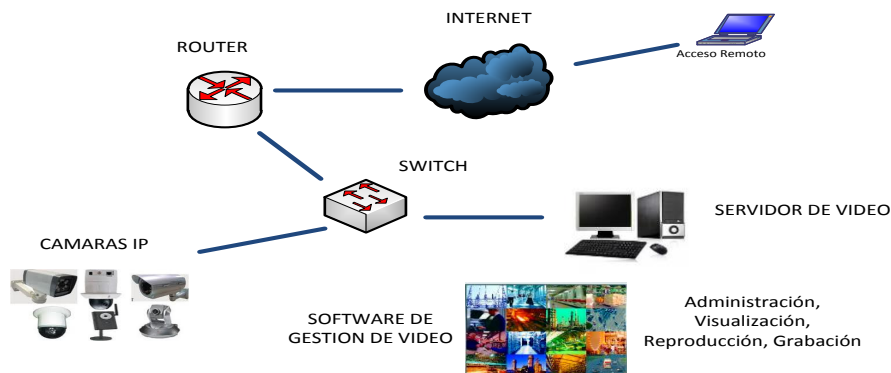 INTERNET
ROUTER
Acceso Remoto
SWITCH
SERVIDOR DE VIDEO
CAMARAS IP
SOFTWARE DE
GESTION DE VIDEO
Administración,
Visualización,
Reproducción, Grabación